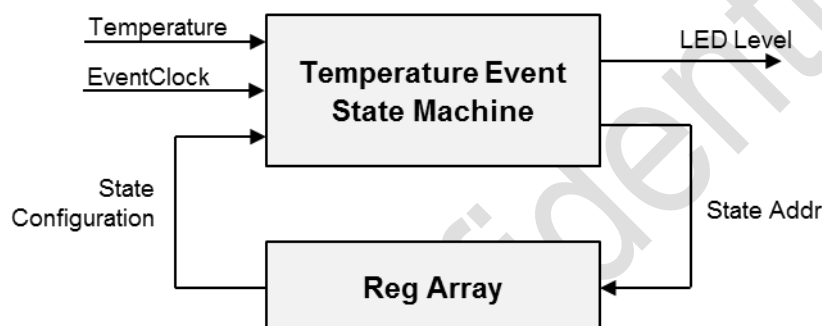 Temperature
EventClock
Temperature Event
State Machine
LED Level
State
Configuration
State Addr
Reg Array